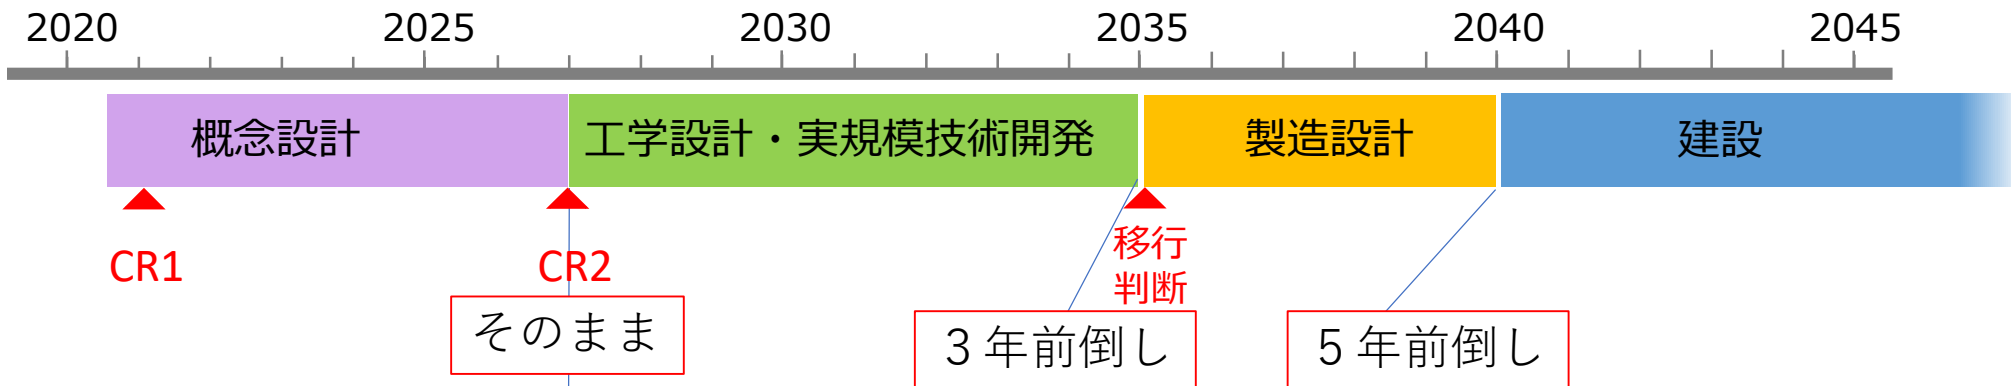 2020 2025 2030 2035 2040 2045
概念設計 工学設計・実規模技術開発 製造設計 建設
CR1 CR2 移行
判断
そのまま 3年前倒し 5年前倒し